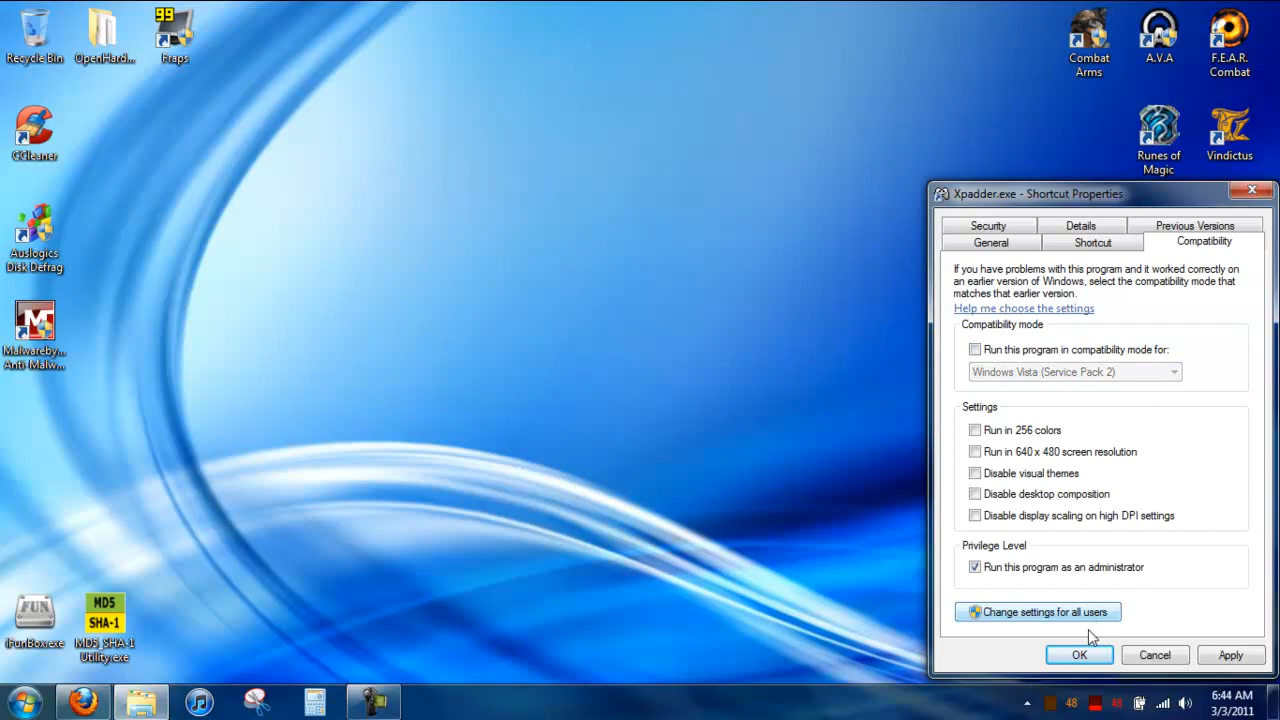 99
Recycle Bin
OpenHard...
Fraps
CCleaner
Auslogics
Disk Defrag
Malwareby...
Anti-Malw...
iFunBox.exe
FUN
MD5
SHA-1
MD5_SHA-1
Utility.exe
Combat
Arms
A.V.A
F.E.A.R.
Combat
Runes of
Magic
Vindictus
Xpadder.exe - Shortcut Properties
Security
Details
Previous Versions
General
Shortcut
Compatibility
If you have problems with this program and it worked correctly on
an earlier version of Windows, select the compatibility mode that
matches that earlier version.
Help me choose the settings
Compatibility mode
Run this program in compatibility mode for:
Windows Vista (Service Pack 2)
Settings
Run in 256 colors
Run in 640 x 480 screen resolution
Disable visual themes
Disable desktop composition
Disable display scaling on high DPI settings
Privilege Level
Run this program as an administrator
Change settings for all users
OK
Cancel
Apply
48
48
6:44 AM
3/3/2011